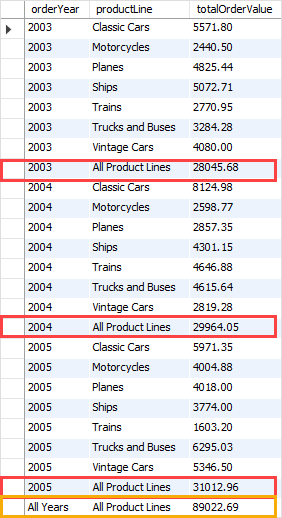 orderYear productLine totalOrderValue
2003 Classic Cars 5571.80
2003 Motorcycles 2440.50
2003 Planes 4825.44
2003 Ships 5072.71
2003 Trains 2770.95
2003 Trucks and Buses 3284.28
2003 Vintage Cars 4080.00
2003 All Product Lines 28045.68
2004 Classic Cars 8124.98
2004 Motorcycles 2598.77
2004 Planes 2857.35
2004 Ships 4301.15
2004 Trains 4646.88
2004 Trucks and Buses 4615.64
2004 Vintage Cars 2819.28
2004 All Product Lines 29964.05
2005 Classic Cars 5971.35
2005 Motorcycles 4004.88
2005 Planes 4018.00
2005 Ships 3774.00
2005 Trains 1603.20
2005 Trucks and Buses 6295.03
2005 Vintage Cars 5346.50
2005 All Product Lines 31012.96
All Years All Product Lines 89022.69